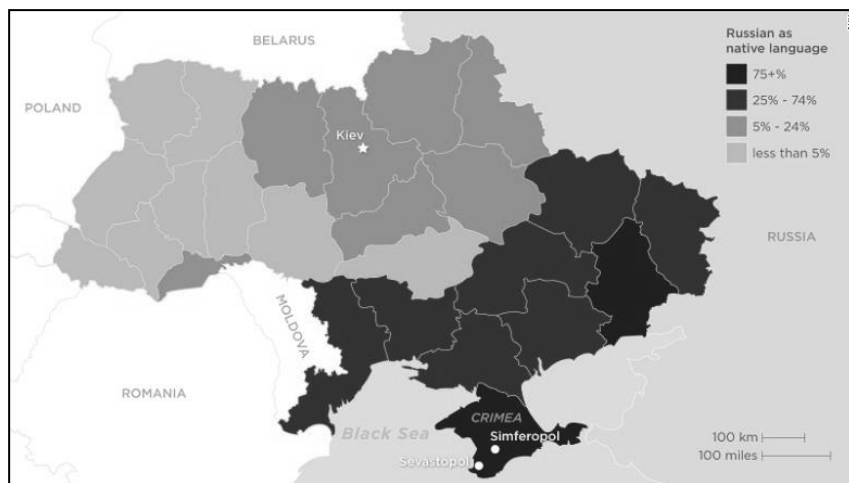 BELARUS
Russian as
native language
75+%
25% - 74%
5% - 24%
less than 5%
POLAND
Kiev
RUSSIA
MOLDOVA
ROMANIA
CRIMEA
Simferopol
Black Sea
Sevastopol
100 km
100 miles